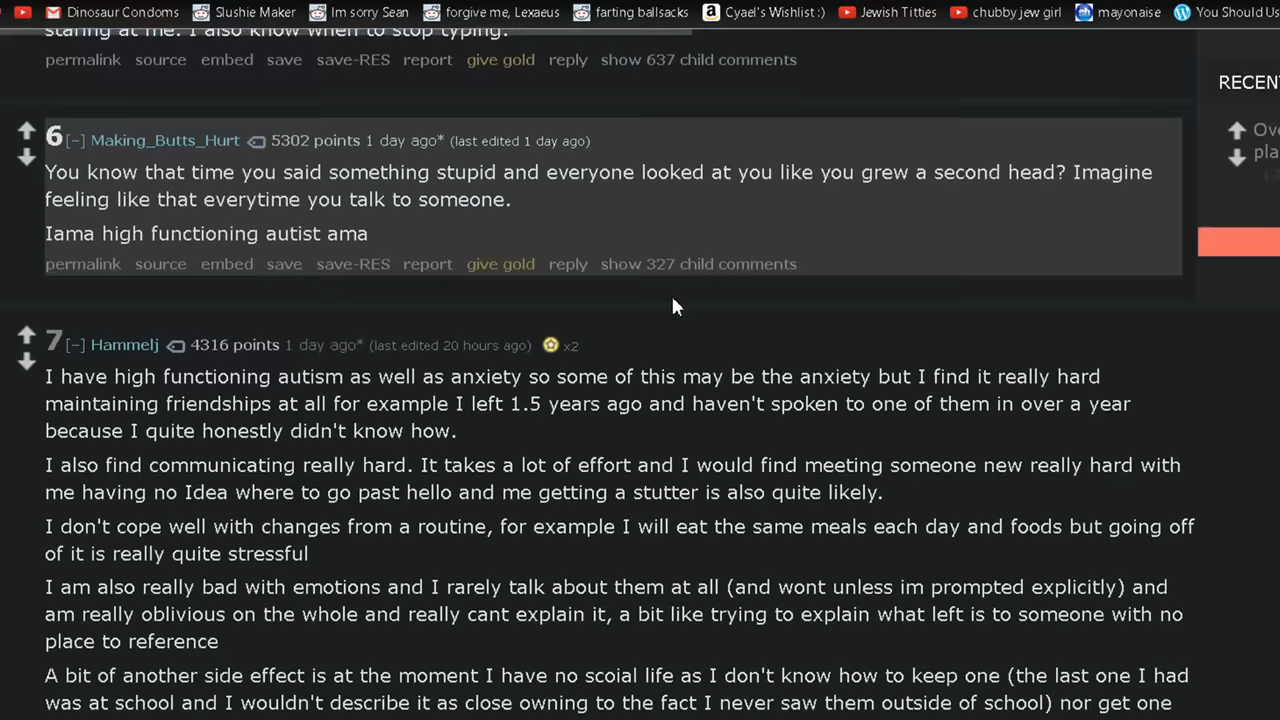 Dinosaur Condoms Slushie Maker Im sorry Sean forgive me, Lexaeus farting ballsacks Cyael's Wishlist :) Jewish Titties chubby jew girl mayonaise You Should Us
staring at me. I also know when to stop typing.
permalink source embed save save-RES report give gold reply show 637 child comments
RECEN
6 [-] Making_Butts_Hurt 5302 points 1 day ago* (last edited 1 day ago)
Ov
pla
You know that time you said something stupid and everyone looked at you like you grew a second head? Imagine
feeling like that everytime you talk to someone.
Iama high functioning autist ama
permalink source embed save save-RES report give gold reply show 327 child comments
7 [-] Hammelj 4316 points 1 day ago* (last edited 20 hours ago) x2
I have high functioning autism as well as anxiety so some of this may be the anxiety but I find it really hard
maintaining friendships at all for example I left 1.5 years ago and haven't spoken to one of them in over a year
because I quite honestly didn't know how.
I also find communicating really hard. It takes a lot of effort and I would find meeting someone new really hard with
me having no Idea where to go past hello and me getting a stutter is also quite likely.
I don't cope well with changes from a routine, for example I will eat the same meals each day and foods but going off
of it is really quite stressful
I am also really bad with emotions and I rarely talk about them at all (and wont unless im prompted explicitly) and
am really oblivious on the whole and really cant explain it, a bit like trying to explain what left is to someone with no
place to reference
A bit of another side effect is at the moment I have no scoial life as I don't know how to keep one (the last one I had
was at school and I wouldn't describe it as close owning to the fact I never saw them outside of school) nor get one